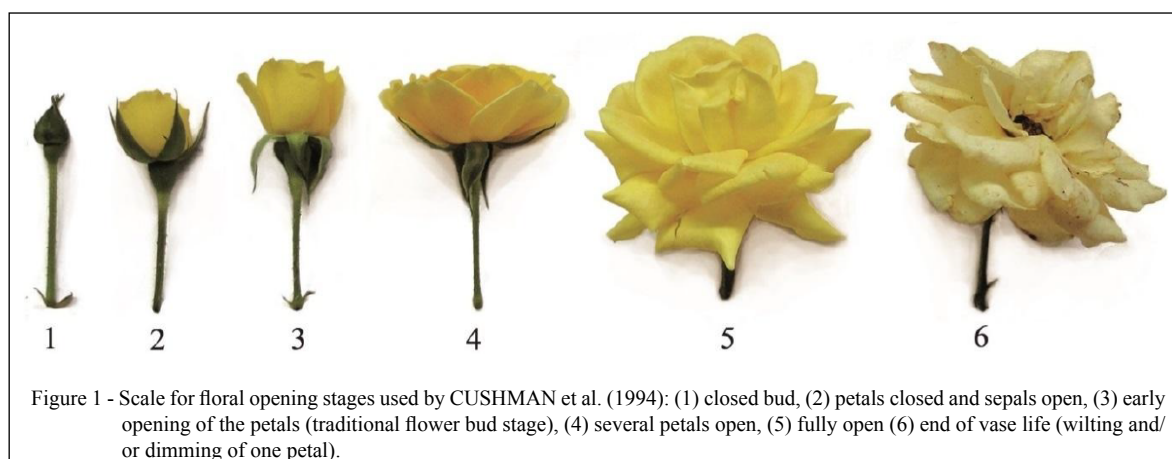 1 2 3 4 5 6
Figure 1 - Scale for floral opening stages used by CUSHMAN et al. (1994): (1) closed bud, (2) petals closed and sepals open, (3) early
opening of the petals (traditional flower bud stage), (4) several petals open, (5) fully open (6) end of vase life (wilting and/
or dimming of one petal).